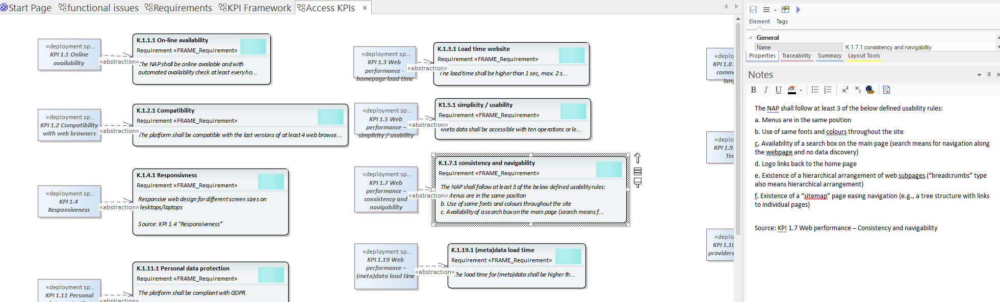 Start Page
functional issues
Requirements
KPI Framework
Access KPIs
«deployment sp...
KPI 1.1 Online
availability
«abstraction»
K.1.1.1 On-line availability
Requirement «FRAME_Requirement»
The NAP shall be online available and with
automated availability check at least every ho...
«deployment sp...
KPI 1.2 Compatibility
with web browsers
«abstraction»
K.1.2.1 Compatibility
Requirement «FRAME_Requirement»
The platform shall be compatible with the last versions of at least 4 web browse...
«deployment sp...
KPI 1.4
Responsiveness
«abstraction»
K.1.4.1 Responsivness
Requirement «FRAME_Requirement»
Responsive web design for different screen sizes on
desktops/laptops
Source: KPI 1.4 “Responsiveness”
«deployment sp...
KPI 1.11 Personal
«abstraction»
K.1.11.1 Personal data protection
Requirement «FRAME_Requirement»
The platform shall be compliant with GDPR.
«deployment sp...
KPI 1.3 Web
performance -
homepage load time
«abstraction»
K.1.3.1 Load time website
Requirement «FRAME_Requirement»
The load time shall be higher than 1 sec, max. 2 s...
«deployment sp...
KPI 1.5 Web
performance –
simplicity / usability
«abstraction»
K1.5.1 simplicity / usability
Requirement «FRAME_Requirement»
Meta data shall be accessible with ten operations or le...
«deployment sp...
KPI 1.7 Web
performance –
consistency and
navigability
«abstraction»
K.1.7.1 consistency and navigability
Requirement «FRAME_Requirement»
The NAP shall follow at least 3 of the below defined usability rules:
Menus are in the same position
b. Use of same fonts and colours throughout the site
c. Availability of a search box on the main page (search means f...
«deployment sp...
KPI 1.19 Web
performance –
(meta)data load time
«abstraction»
K.1.19.1 (meta)data load time
Requirement «FRAME_Requirement»
The load time for (meta)data shall be higher th...
«deplo
KPI 1.8
comm
lang
«deplo
KPI 1.9
Tec
«deplo
KPI 1.10
providers
Element Tags
General
Name K.1.7.1 consistency and navigability
Properties Traceability Summary Layout Tools
Notes
B I U A
The NAP shall follow at least 3 of the below defined usability rules:
a. Menus are in the same position
b. Use of same fonts and colours throughout the site
c. Availability of a search box on the main page (search means for navigation along
the webpage and no data discovery)
d. Logo links back to the home page
e. Existence of a hierarchical arrangement of web subpages (“breadcrumbs” type
also means hierarchical arrangement)
f. Existence of a “sitemap” page easing navigation (e.g., a tree structure with links
to individual pages)
Source: KPI 1.7 Web performance – Consistency and navigability